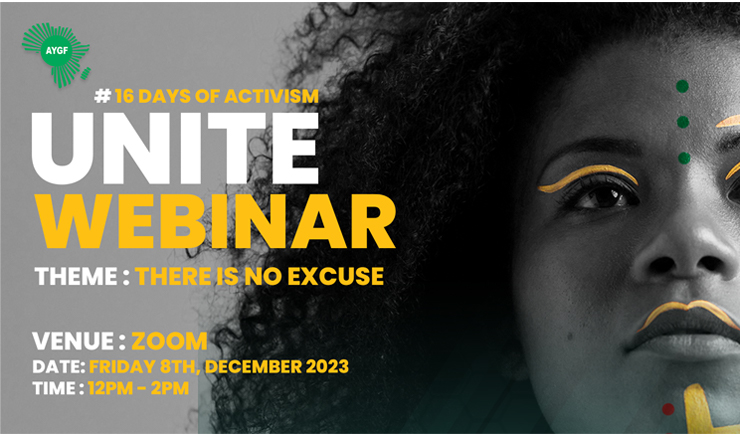 AYGF
# 16 DAYS OF ACTIVISM
UNITE
WEBINAR
THEME : THERE IS NO EXCUSE
VENUE : ZOOM
DATE: FRIDAY 8TH, DECEMBER 2023
TIME : 12PM - 2PM